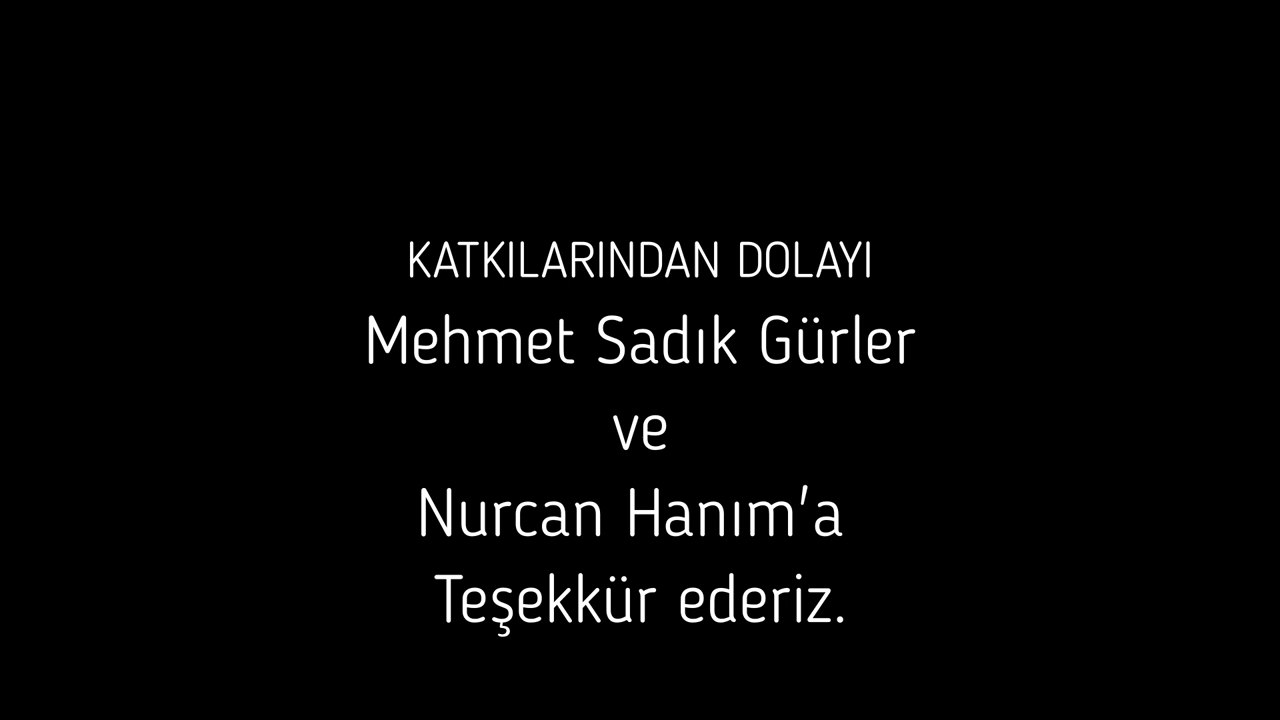 KATKILARINDAN DOLAYI
Mehmet Sadık Gürler
ve
Nurcan Hanım'a
Teşekkür ederiz.